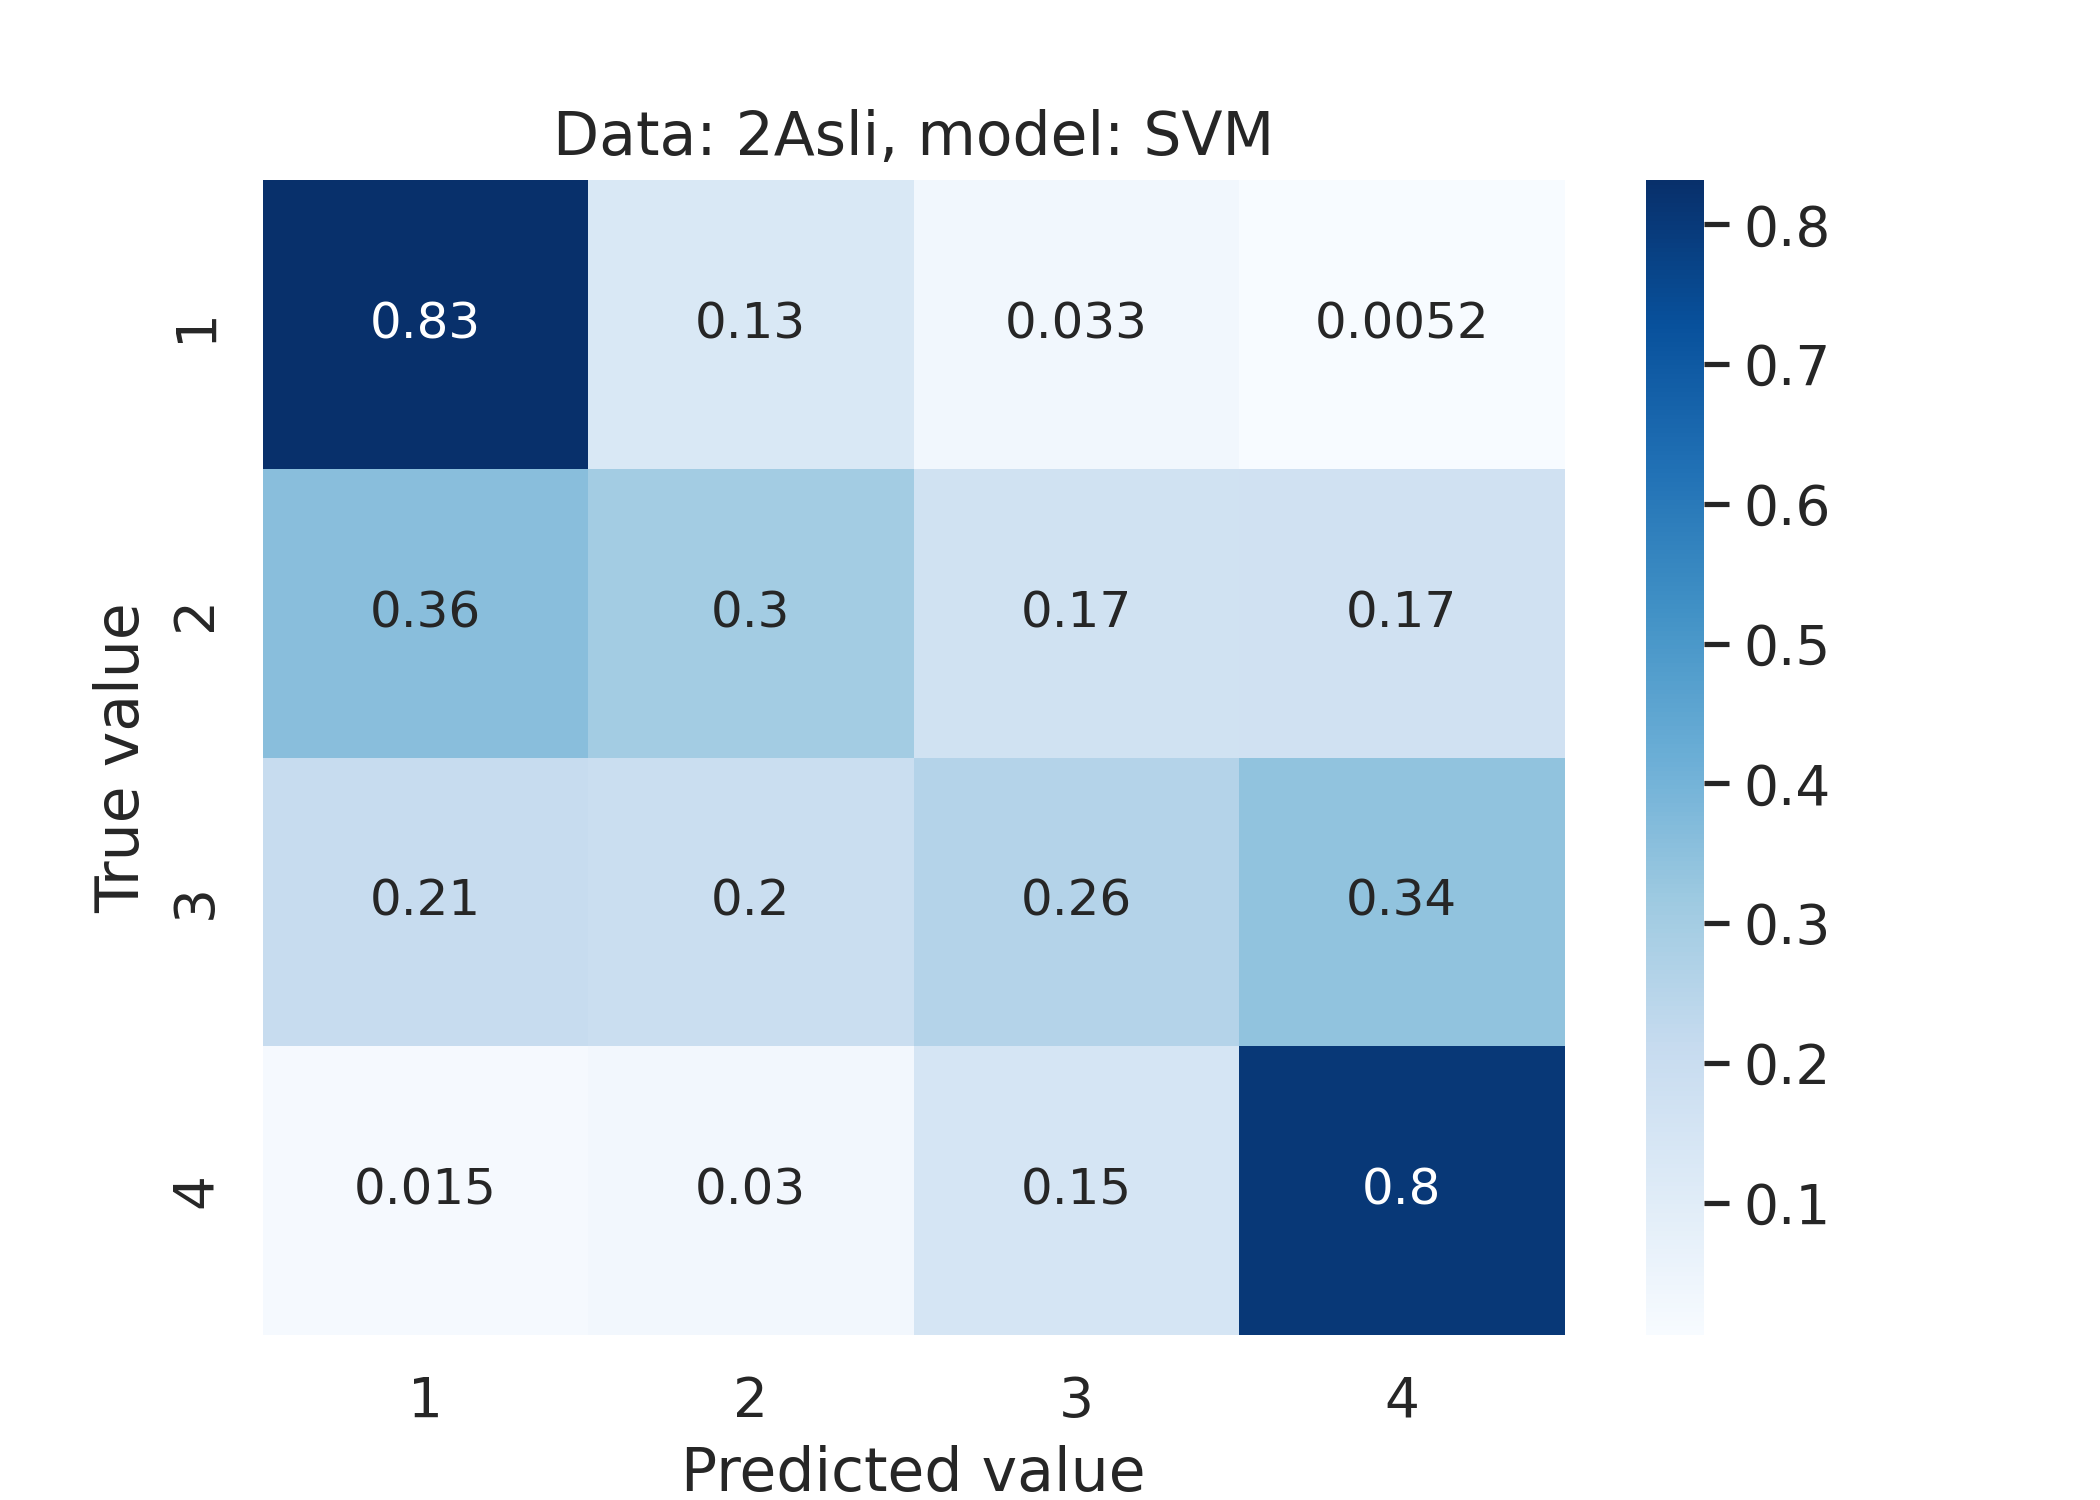 Data: 2Asli, model: SVM
1 0.83 0.13 0.033 0.0052
2 0.36 0.3 0.17 0.17
3 0.21 0.2 0.26 0.34
4 0.015 0.03 0.15 0.8
1 2 3 4
Predicted value
True value
0.8
0.7
0.6
0.5
0.4
0.3
0.2
0.1